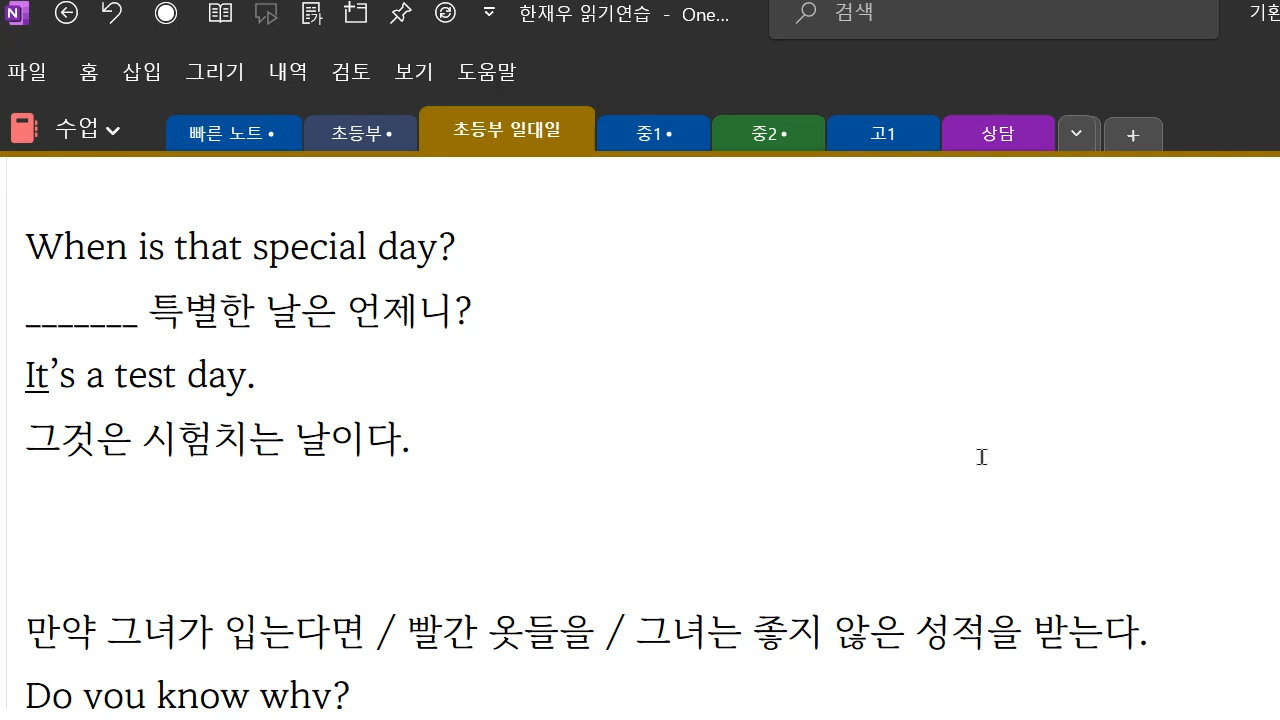 한재우 읽기연습 - One...
검색
기환
파일 홈 삽입 그리기 내역 검토 보기 도움말
수업
빠른 노트 • 초등부 • 초등부 일대일 중1 • 중2 • 고1 상담 +
When is that special day?
_______ 특별한 날은 언제니?
It's a test day.
그것은 시험치는 날이다.
만약 그녀가 입는다면 / 빨간 옷들을 / 그녀는 좋지 않은 성적을 받는다.
Do you know why?